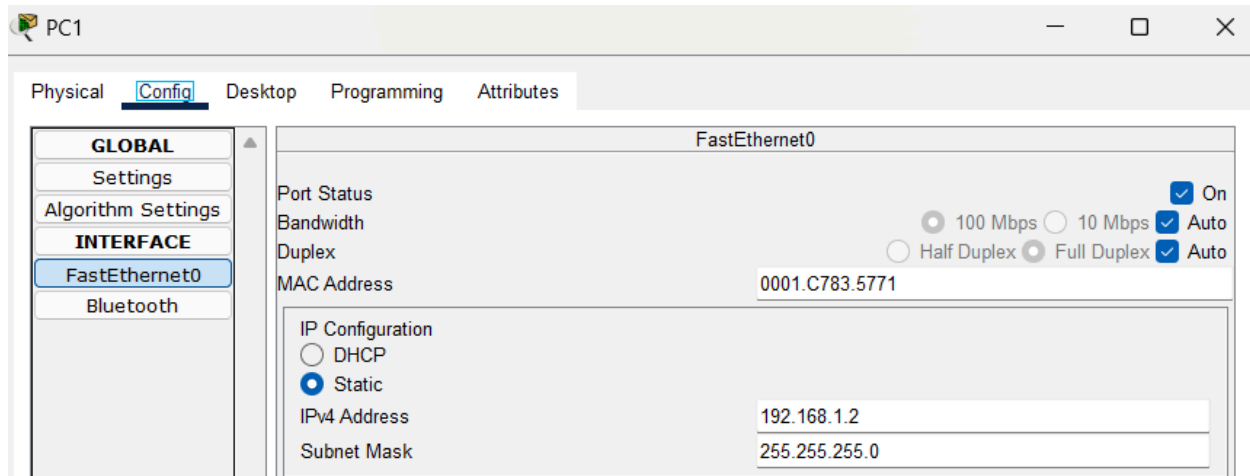 PC1
Physical Config Desktop Programming Attributes
GLOBAL
Settings
Algorithm Settings
INTERFACE
FastEthernet0
Bluetooth
FastEthernet0
Port Status On
Bandwidth 100 Mbps 10 Mbps Auto
Duplex Half Duplex Full Duplex Auto
MAC Address 0001.C783.5771
IP Configuration
DHCP
Static
IPv4 Address 192.168.1.2
Subnet Mask 255.255.255.0